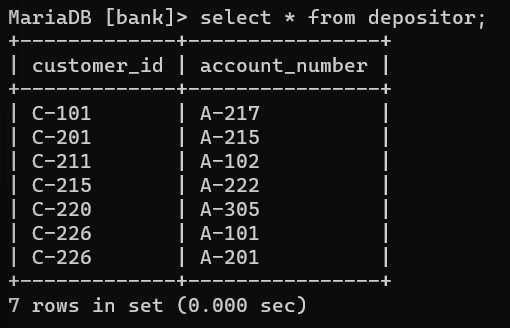 MariaDB [bank]> select * from depositor;
+-------------+----------------+
| customer_id | account_number |
+-------------+----------------+
| C-101       | A-217          |
| C-201       | A-215          |
| C-211       | A-102          |
| C-215       | A-222          |
| C-220       | A-305          |
| C-226       | A-101          |
| C-226       | A-201          |
+-------------+----------------+
7 rows in set (0.000 sec)